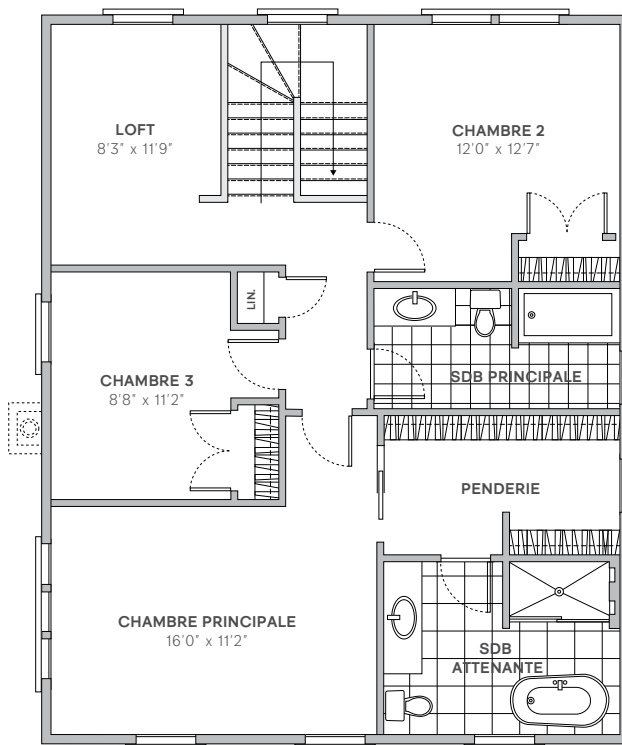 LOFT
8'3" x 11'9"
CHAMBRE 2
12'0" x 12'7"
LIN.
CHAMBRE 3
8'8" x 11'2"
SDB PRINCIPALE
PENDERIE
CHAMBRE PRINCIPALE
16'0" x 11'2"
SDB
ATTENANTE